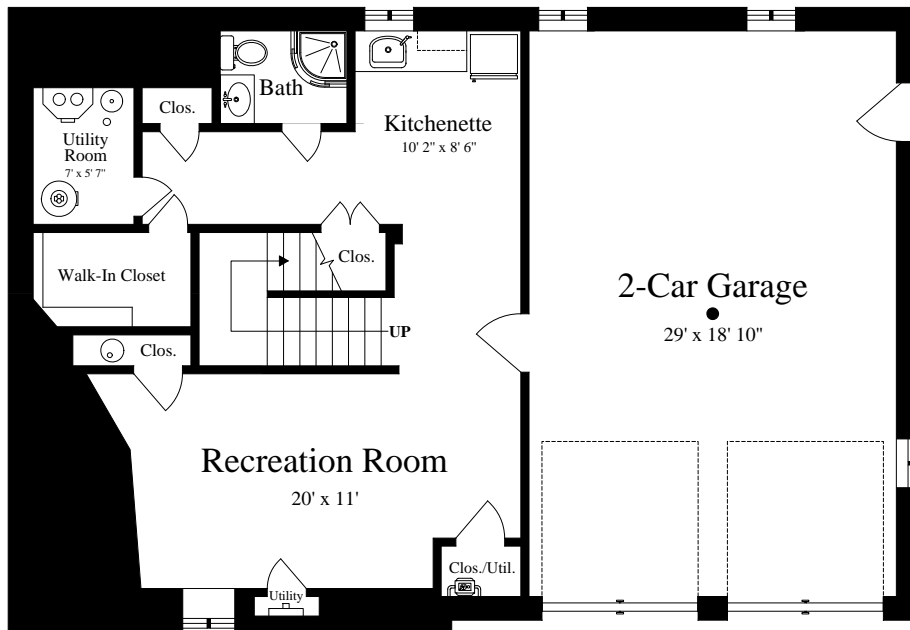 Bath
Clos.
Kitchenette
10' 2" x 8' 6"
Utility
Room
7' x 5' 7"
Walk-In Closet
Clos.
2-Car Garage
29' x 18' 10"
UP
Clos.
Recreation Room
20' x 11'
Clos./Util.
Utility